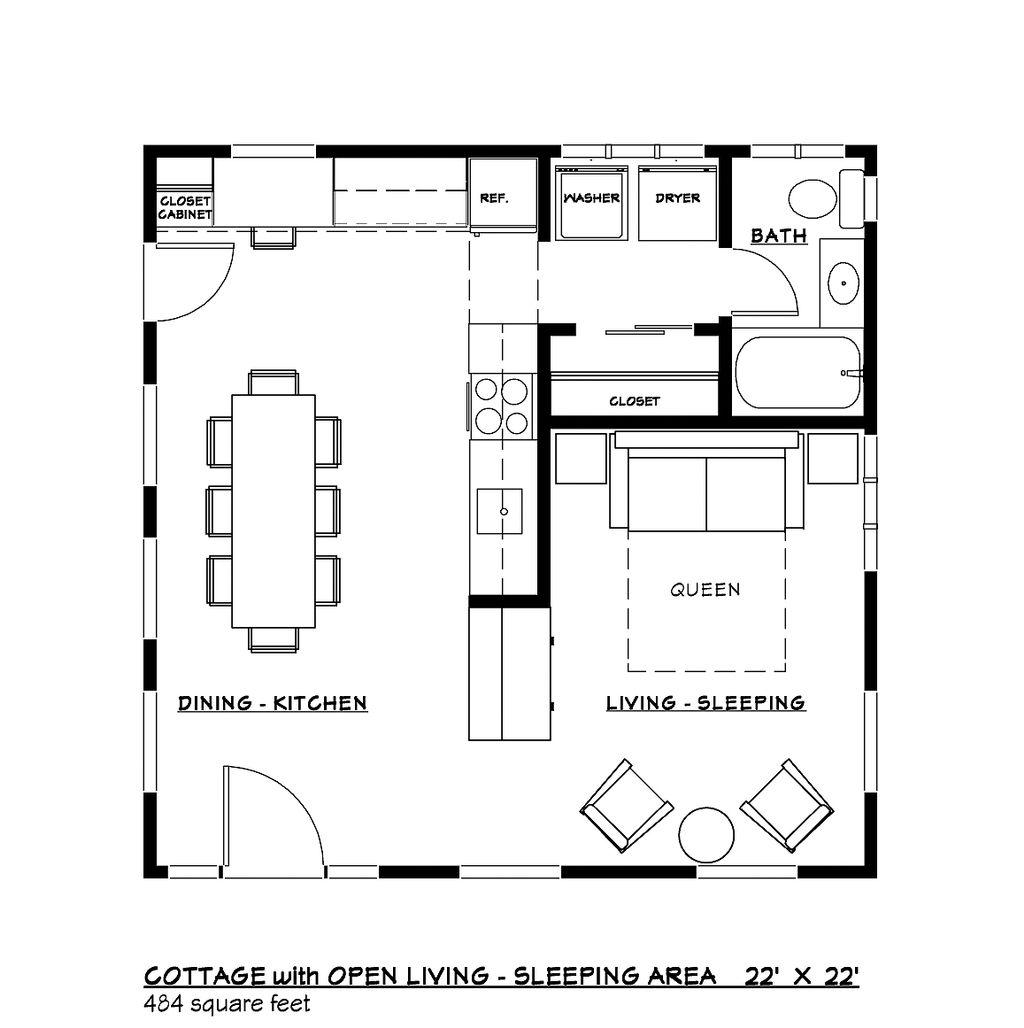 CLOSET
CABINET
REF.
WASHER
DRYER
BATH
CLOSET
QUEEN
DINING - KITCHEN
LIVING - SLEEPING
COTTAGE with OPEN LIVING - SLEEPING AREA 22' X 22'
484 square feet